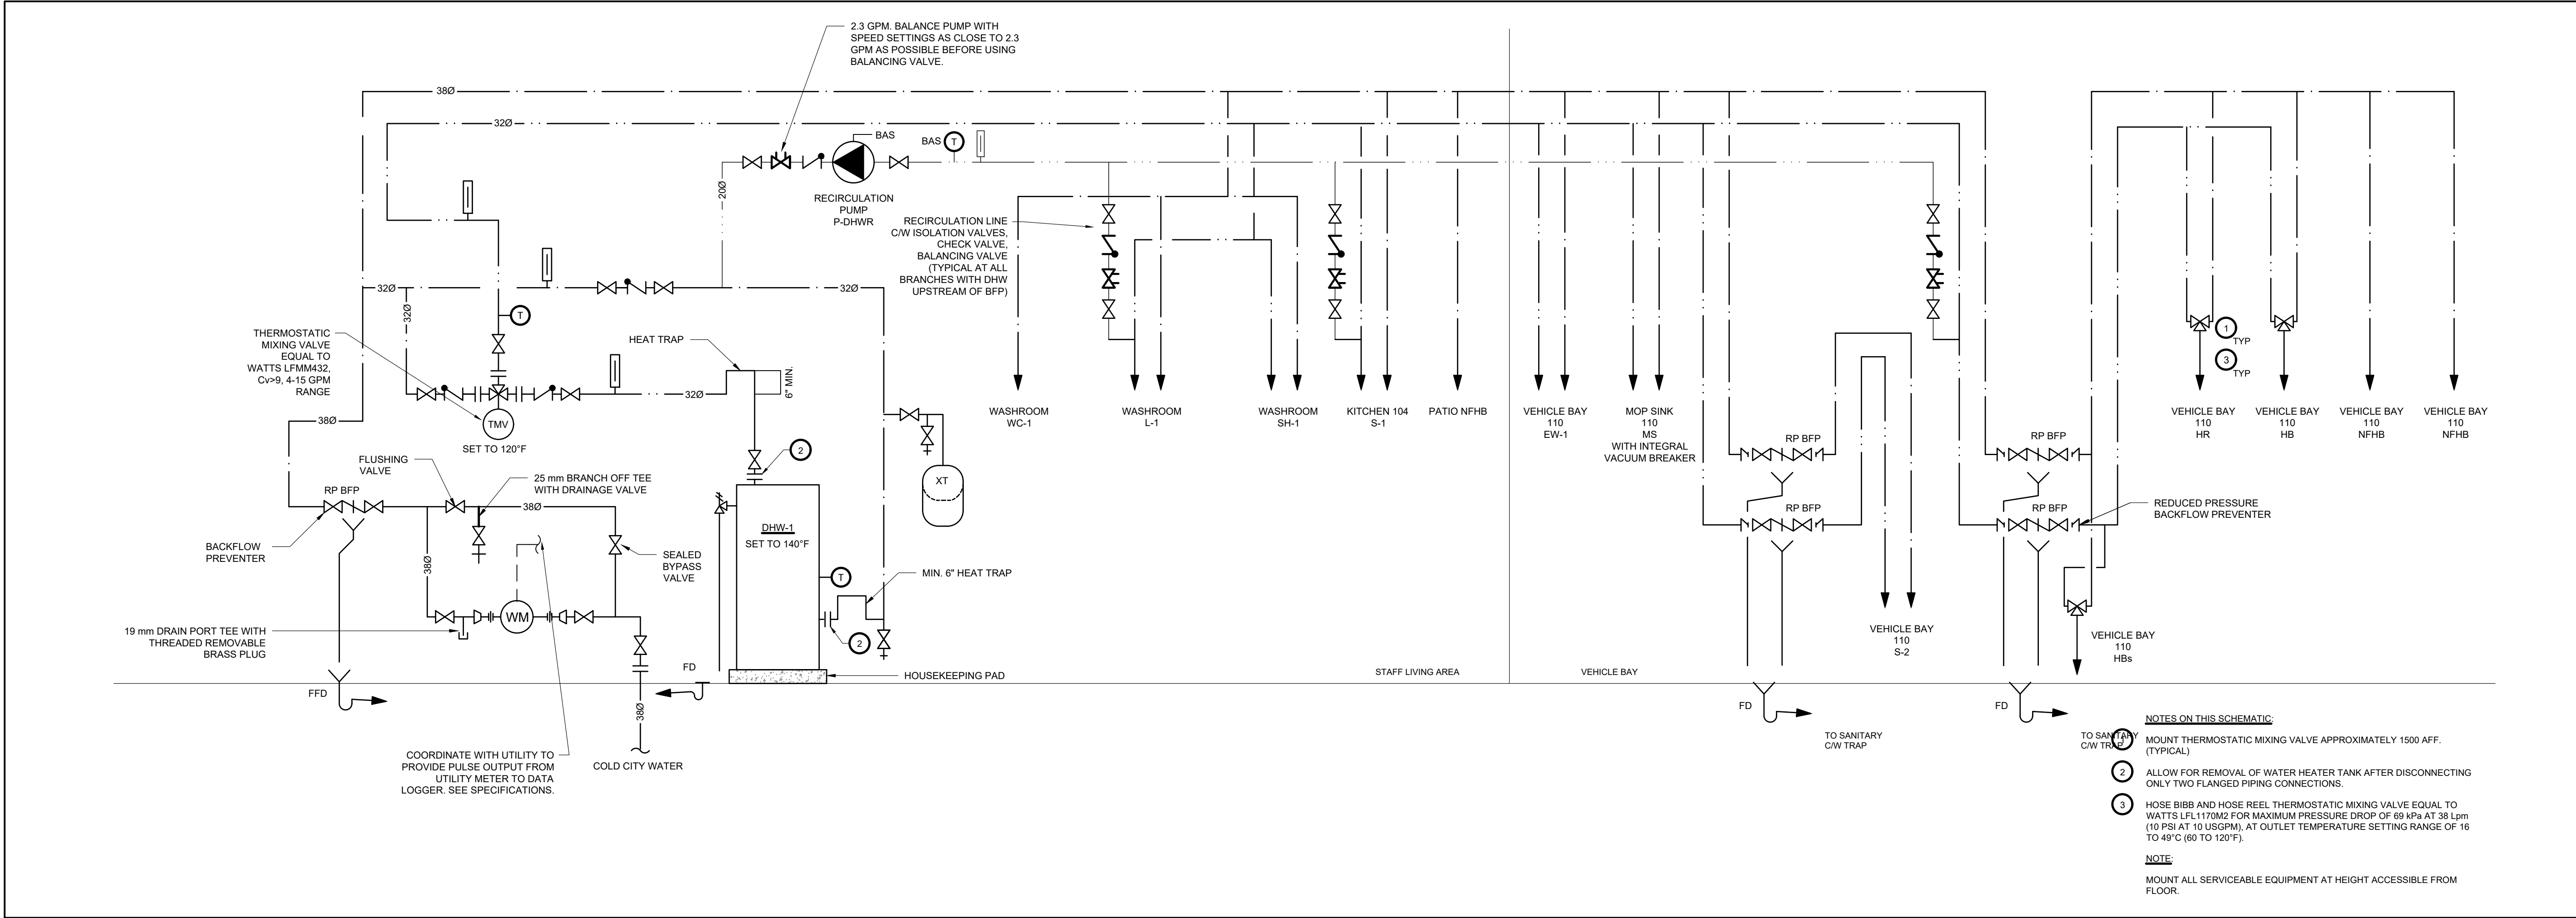 2.3 GPM. BALANCE PUMP WITH
SPEED SETTINGS AS CLOSE TO 2.3
GPM AS POSSIBLE BEFORE USING
BALANCING VALVE.
38Ø
32Ø
BAS
BAS
T
20Ø
RECIRCULATION
PUMP
P-DHWR
RECIRCULATION LINE
C/W ISOLATION VALVES,
CHECK VALVE,
BALANCING VALVE
(TYPICAL AT ALL
BRANCHES WITH DHW
UPSTREAM OF BFP)
32Ø
32Ø
32Ø
T
THERMOSTATIC
MIXING VALVE
EQUAL TO
WATTS LFMM432,
Cv>9, 4-15 GPM
RANGE
HEAT TRAP
6" MIN.
32Ø
TMV
SET TO 120°F
38Ø
FLUSHING
VALVE
25 mm BRANCH OFF TEE
WITH DRAINAGE VALVE
2
RP BFP
38Ø
BACKFLOW
PREVENTER
38Ø
SEALED
BYPASS
VALVE
DHW-1
SET TO 140°F
XT
T
MIN. 6" HEAT TRAP
WM
2
19 mm DRAIN PORT TEE WITH
THREADED REMOVABLE
BRASS PLUG
FD
HOUSEKEEPING PAD
FFD
38Ø
COORDINATE WITH UTILITY TO
PROVIDE PULSE OUTPUT FROM
UTILITY METER TO DATA
LOGGER. SEE SPECIFICATIONS.
COLD CITY WATER
WASHROOM
WC-1
WASHROOM
L-1
WASHROOM
SH-1
KITCHEN 104
S-1
PATIO NFHB
VEHICLE BAY
110
EW-1
MOP SINK
110
MS
WITH INTEGRAL
VACUUM BREAKER
RP BFP
RP BFP
VEHICLE BAY
110
S-2
RP BFP
RP BFP
REDUCED PRESSURE
BACKFLOW PREVENTER
1
TYP
3
TYP
VEHICLE BAY
110
HR
VEHICLE BAY
110
HB
VEHICLE BAY
110
NFHB
VEHICLE BAY
110
NFHB
VEHICLE BAY
110
HBs
STAFF LIVING AREA
VEHICLE BAY
FD
TO SANITARY
C/W TRAP
FD
TO SANITARY
C/W TRAP
NOTES ON THIS SCHEMATIC:
1 MOUNT THERMOSTATIC MIXING VALVE APPROXIMATELY 1500 AFF.
(TYPICAL)
2 ALLOW FOR REMOVAL OF WATER HEATER TANK AFTER DISCONNECTING
ONLY TWO FLANGED PIPING CONNECTIONS.
3 HOSE BIBB AND HOSE REEL THERMOSTATIC MIXING VALVE EQUAL TO
WATTS LFL1170M2 FOR MAXIMUM PRESSURE DROP OF 69 kPa AT 38 Lpm
(10 PSI AT 10 USGPM), AT OUTLET TEMPERATURE SETTING RANGE OF 16
TO 49°C (60 TO 120°F).
NOTE:
MOUNT ALL SERVICEABLE EQUIPMENT AT HEIGHT ACCESSIBLE FROM
FLOOR.